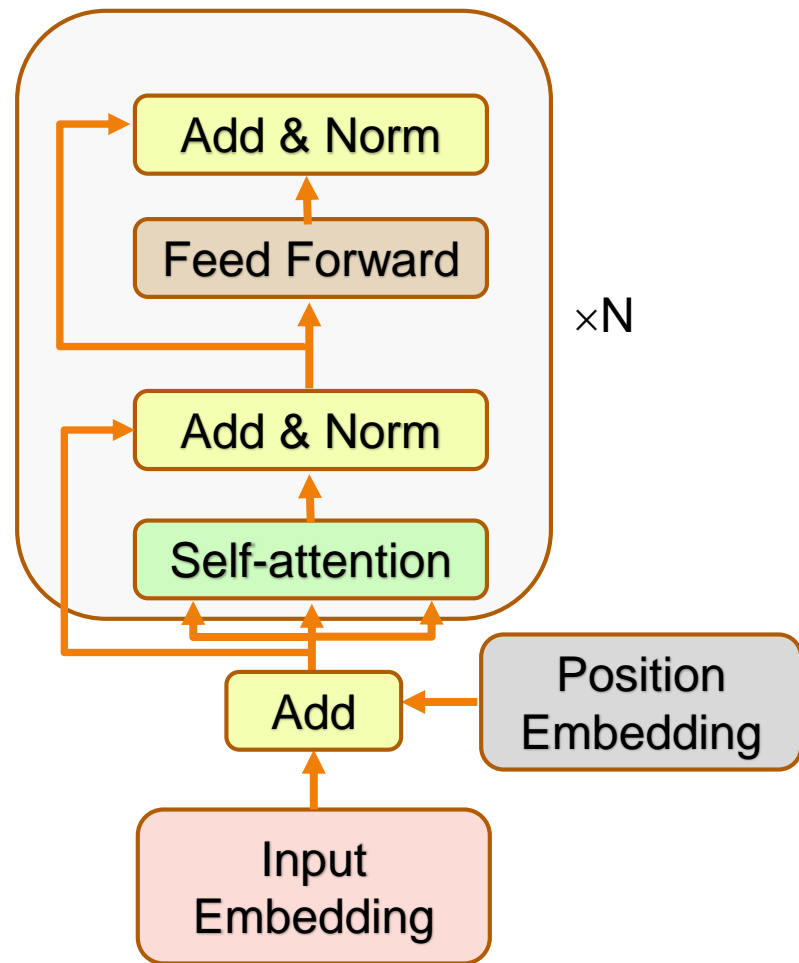 Add & Norm
Feed Forward
×N
Add & Norm
Self-attention
Position
Embedding
Add
Input
Embedding